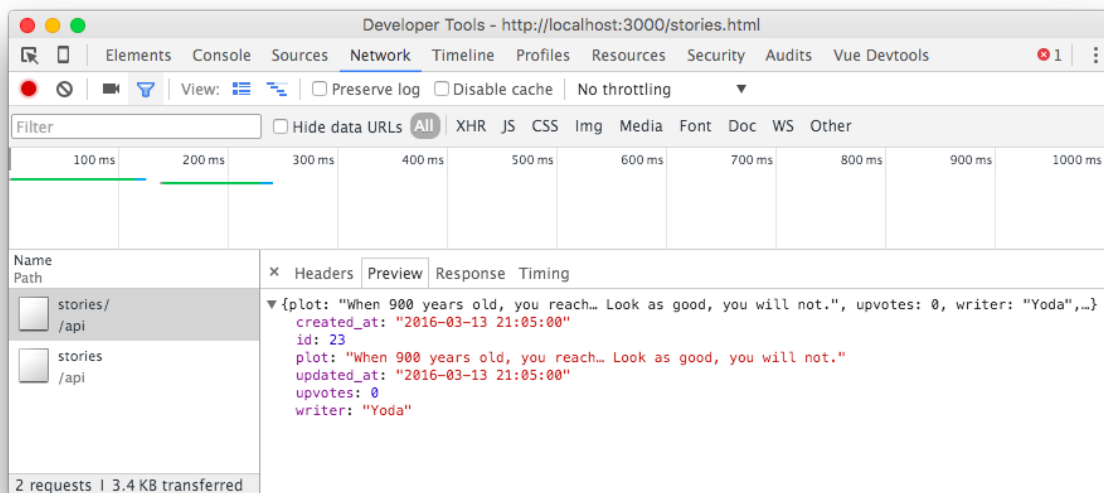 Developer Tools - http://localhost:3000/stories.html
Elements Console Sources Network Timeline Profiles Resources Security Audits Vue Devtools 1
View: Preserve log Disable cache No throttling
Filter Hide data URLs All XHR JS CSS Img Media Font Doc WS Other
100 ms 200 ms 300 ms 400 ms 500 ms 600 ms 700 ms 800 ms 900 ms 1000 ms
Name
Path
× Headers Preview Response Timing
stories/
/api
stories
/api
▼{plot: "When 900 years old, you reach… Look as good, you will not.", upvotes: 0, writer: "Yoda",…}
created_at: "2016-03-13 21:05:00"
id: 23
plot: "When 900 years old, you reach… Look as good, you will not."
updated_at: "2016-03-13 21:05:00"
upvotes: 0
writer: "Yoda"
2 requests | 3.4 KB transferred